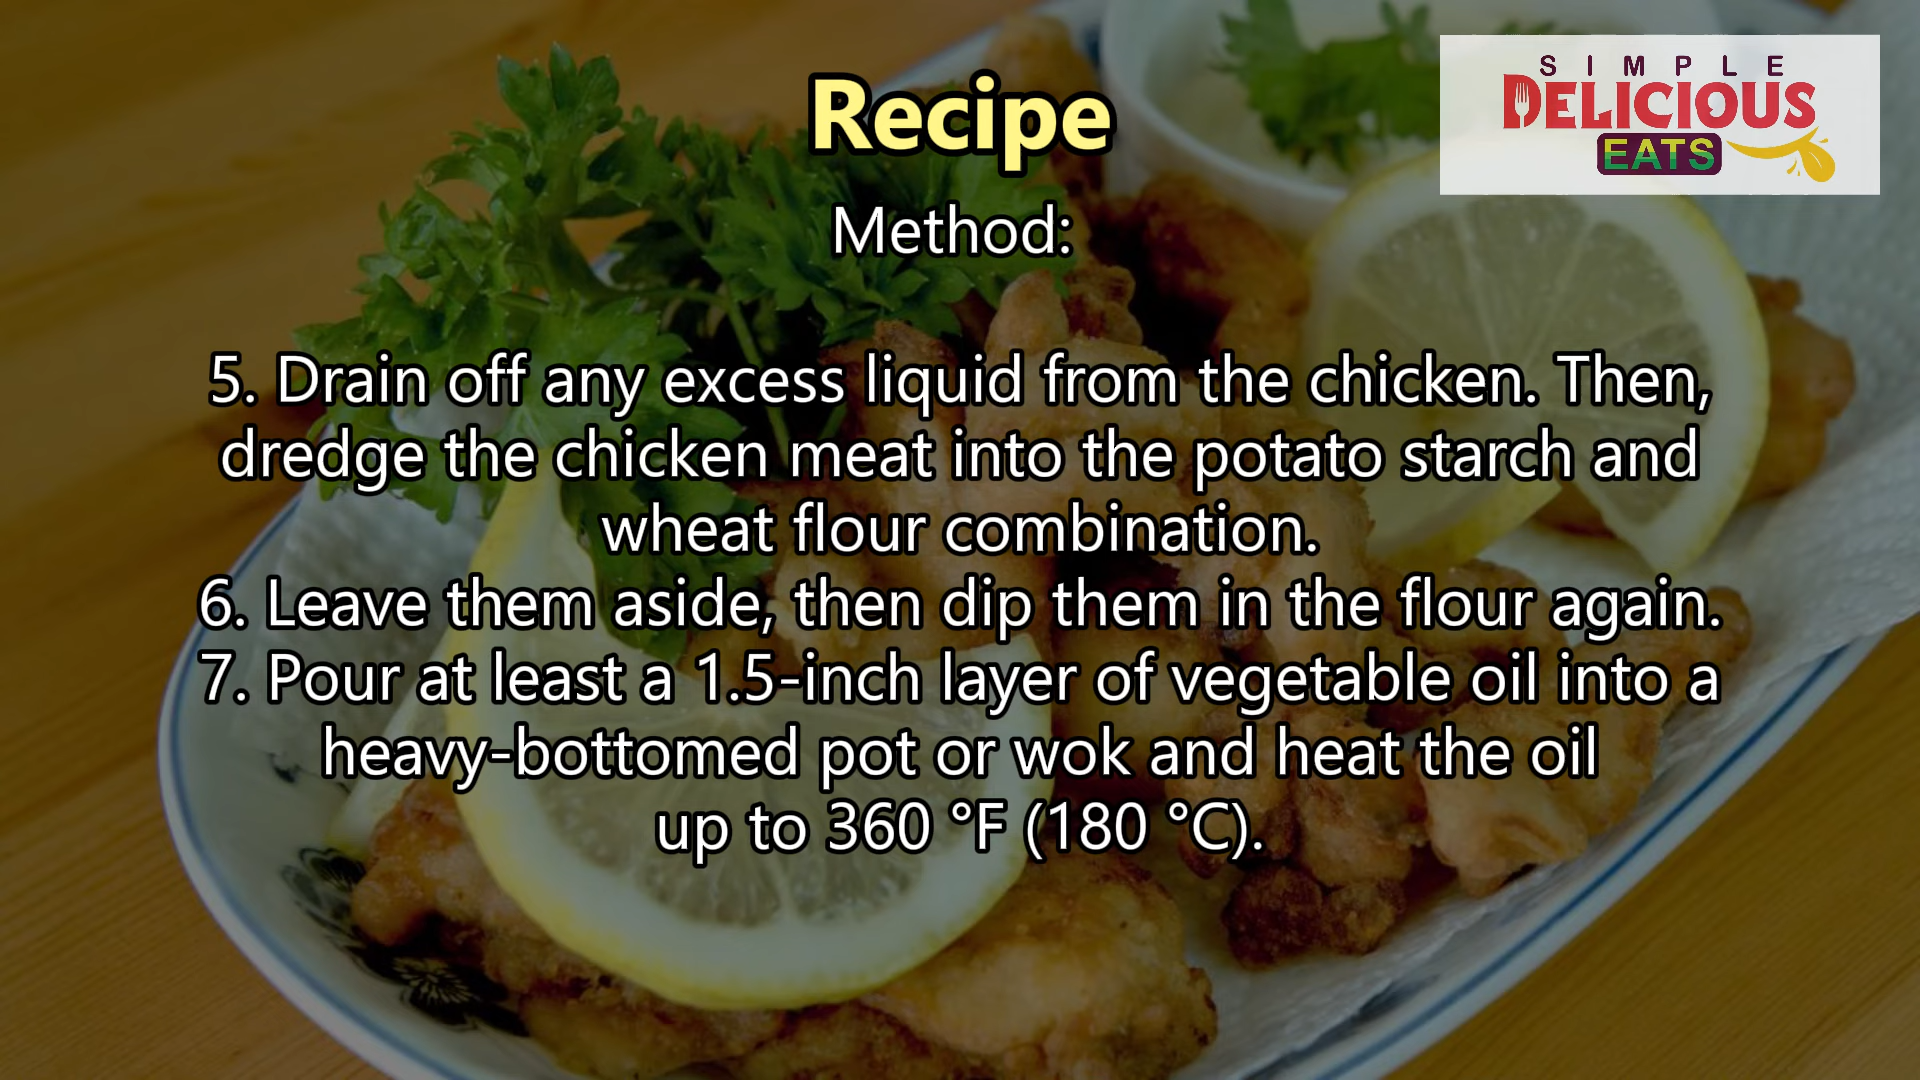 SIMPLE
DELICIOUS
EATS
Recipe
Method:
5. Drain off any excess liquid from the chicken. Then,
dredge the chicken meat into the potato starch and
wheat flour combination.
6. Leave them aside, then dip them in the flour again.
7. Pour at least a 1.5-inch layer of vegetable oil into a
heavy-bottomed pot or wok and heat the oil
up to 360 °F (180 °C).